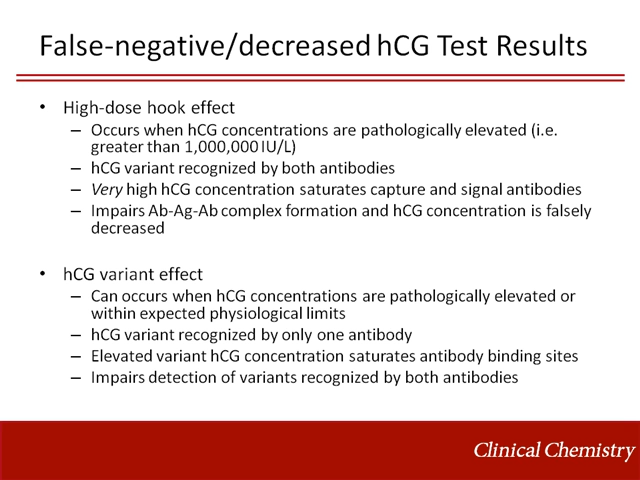 False-negative/decreased hCG Test Results
• High-dose hook effect
– Occurs when hCG concentrations are pathologically elevated (i.e.
greater than 1,000,000 IU/L)
– hCG variant recognized by both antibodies
– Very high hCG concentration saturates capture and signal antibodies
– Impairs Ab-Ag-Ab complex formation and hCG concentration is falsely
decreased
• hCG variant effect
– Can occurs when hCG concentrations are pathologically elevated or
within expected physiological limits
– hCG variant recognized by only one antibody
– Elevated variant hCG concentration saturates antibody binding sites
– Impairs detection of variants recognized by both antibodies
Clinical Chemistry